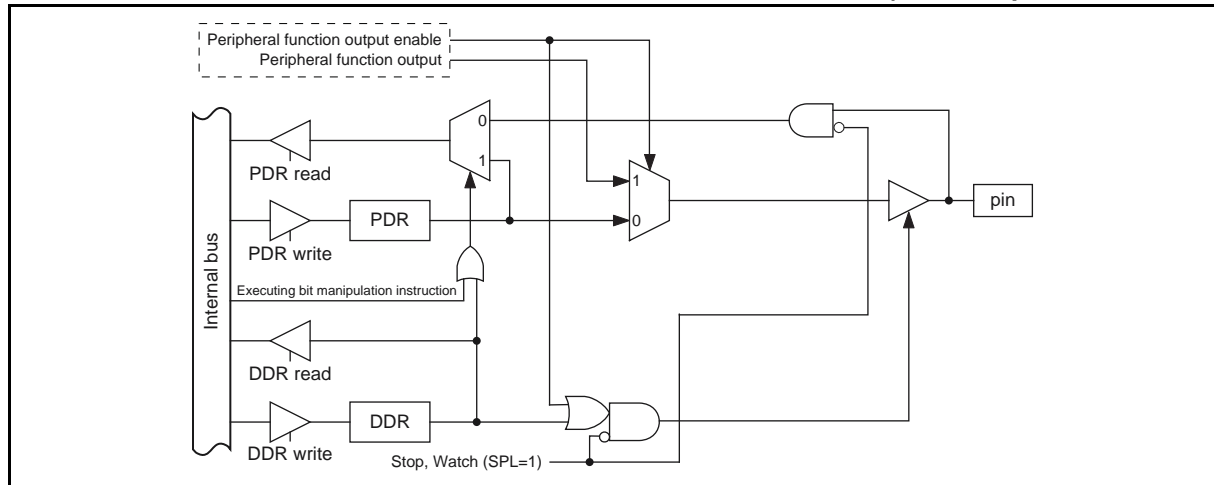 Peripheral function output enable
Peripheral function output
0
1
PDR read
1
pin
PDR
0
PDR write
Internal bus
Executing bit manipulation instruction
DDR read
DDR
DDR write
Stop, Watch (SPL=1)